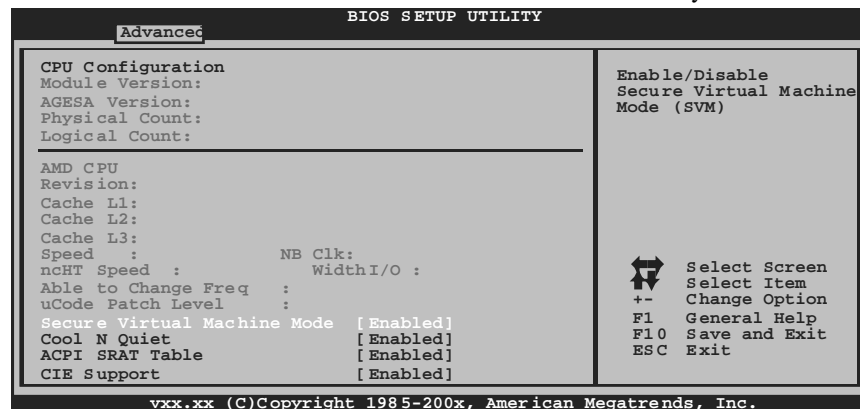 BIOS SETUP UTILITY
Advanced
CPU Configuration
Module Version:
AGESA Version:
Physical Count:
Logical Count:
AMD CPU
Revision:
Cache L1:
Cache L2:
Cache L3:
Speed : NB Clk:
ncHT Speed : WidthI/O :
Able to Change Freq :
uCode Patch Level :
Secure Virtual Machine Mode [Enabled]
Cool N Quiet [Enabled]
ACPI SRAT Table [Enabled]
CIE Support [Enabled]
Enable/Disable
Secure Virtual Machine
Mode (SVM)
Select Screen
Select Item
+- Change Option
F1 General Help
F10 Save and Exit
ESC Exit
vxx.xx (C)Copyright 1985-200x, American Megatrends, Inc.